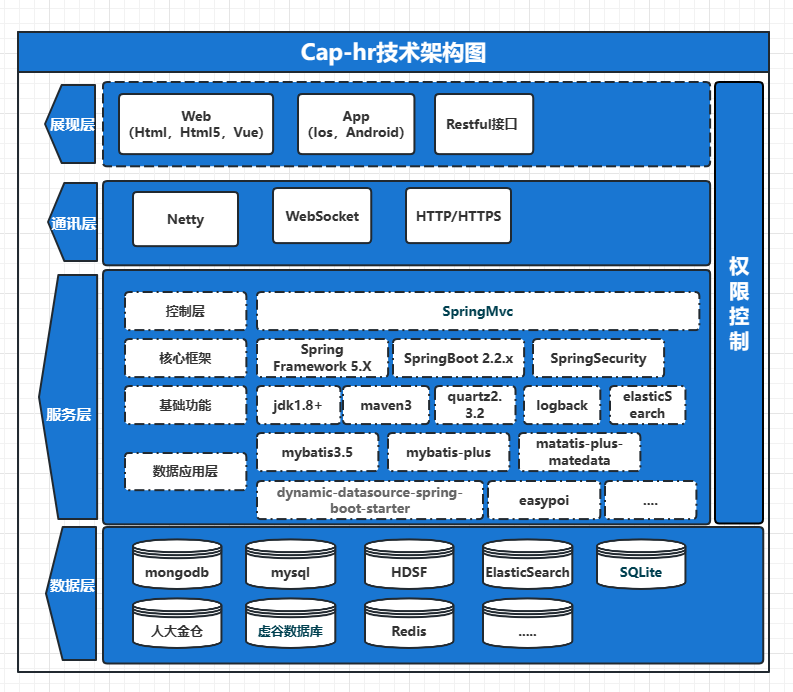 Cap-hr技术架构图
展现层
Web
（Html，Html5，Vue）
App
（Ios，Android）
Restful接口
通讯层
Netty
WebSocket
HTTP/HTTPS
权
限
控
制
服务层
控制层
SpringMvc
核心框架
Spring
Framework 5.X
SpringBoot 2.2.x
SpringSecurity
基础功能
jdk1.8+
maven3
quartz2.
3.2
logback
elasticS
earch
数据应用层
mybatis3.5
mybatis-plus
matatis-plus-
matedata
dynamic-datasource-spring-
boot-starter
easypoi
....
数据层
mongodb
mysql
HDSF
ElasticSearch
SQLite
人大金仓
虚谷数据库
Redis
.....